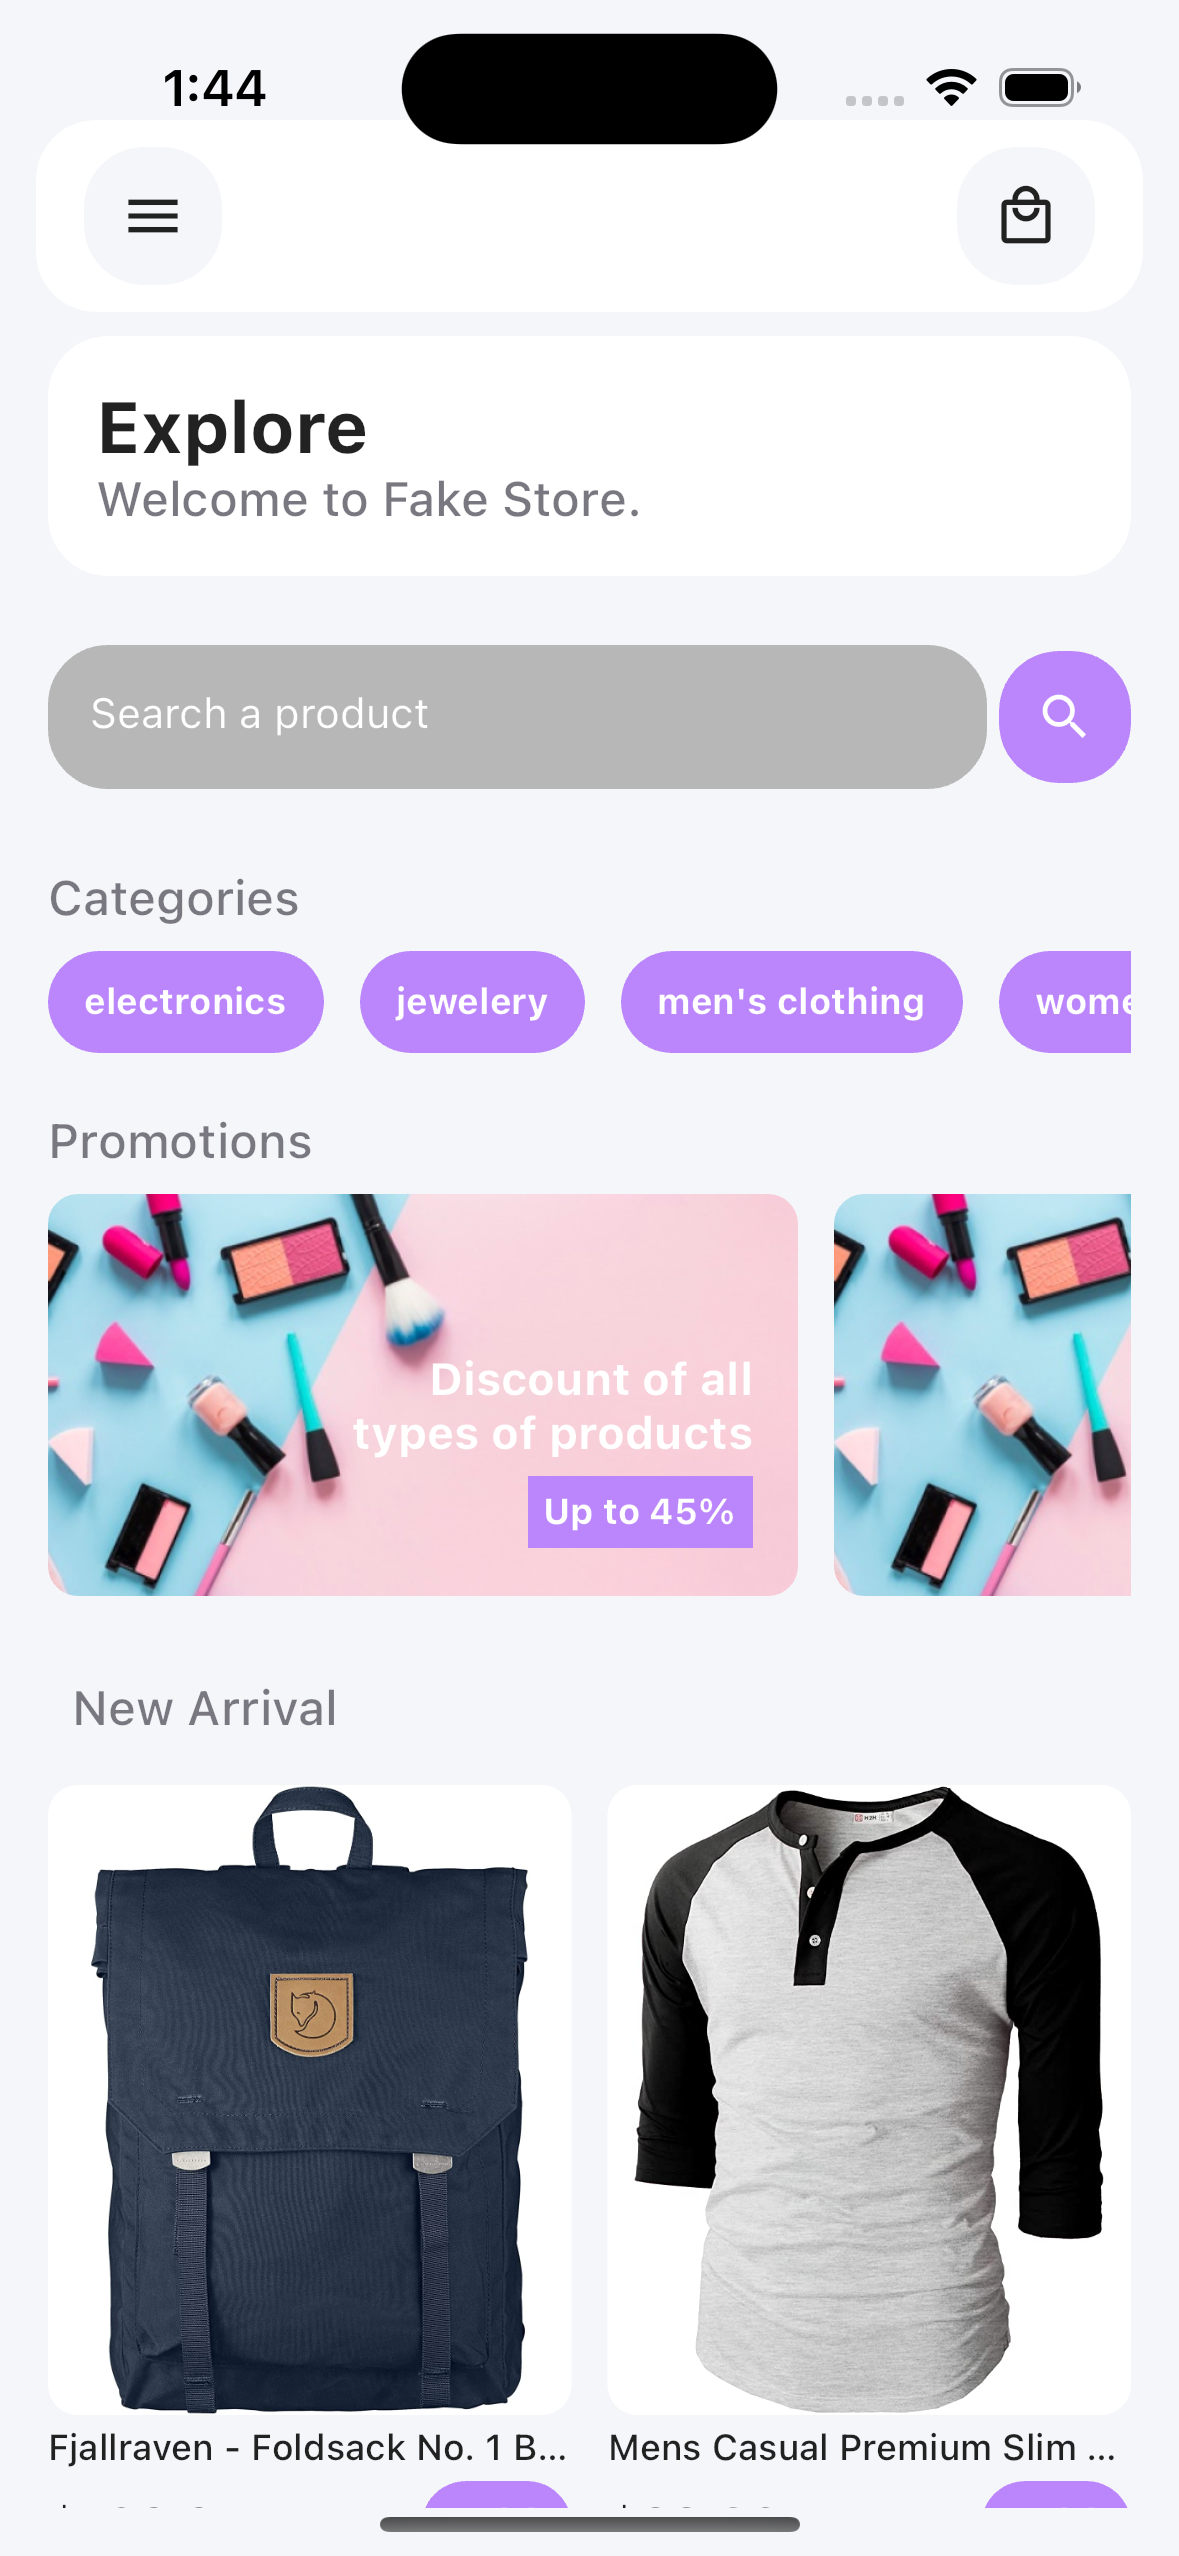 1:44
Explore
Welcome to Fake Store.
Search a product
Categories
electronics
jewelery
men's clothing
wome
Promotions
Discount of all
types of products
Up to 45%
New Arrival
Fjallraven - Foldsack No. 1 B...
Mens Casual Premium Slim ...